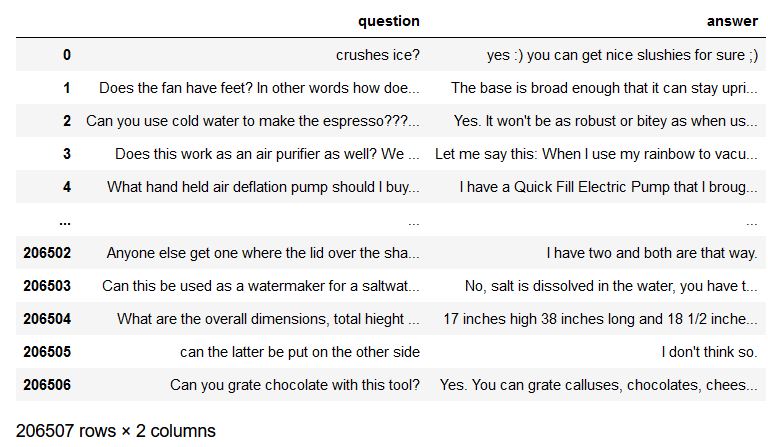 question answer
0 crushes ice? yes :) you can get nice slushies for sure ;)
1 Does the fan have feet? In other words how doe... The base is broad enough that it can stay upri...
2 Can you use cold water to make the espresso???... Yes. It won't be as robust or bitey as when us...
3 Does this work as an air purifier as well? We ... Let me say this: When I use my rainbow to vacu...
4 What hand held air deflation pump should I buy... I have a Quick Fill Electric Pump that I broug...
... ... ...
206502 Anyone else get one where the lid over the sha... I have two and both are that way.
206503 Can this be used as a watermaker for a saltwat... No, salt is dissolved in the water, you have t...
206504 What are the overall dimensions, total hieght ... 17 inches high 38 inches long and 18 1/2 inche...
206505 can the latter be put on the other side I don't think so.
206506 Can you grate chocolate with this tool? Yes. You can grate calluses, chocolates, chees...
206507 rows × 2 columns